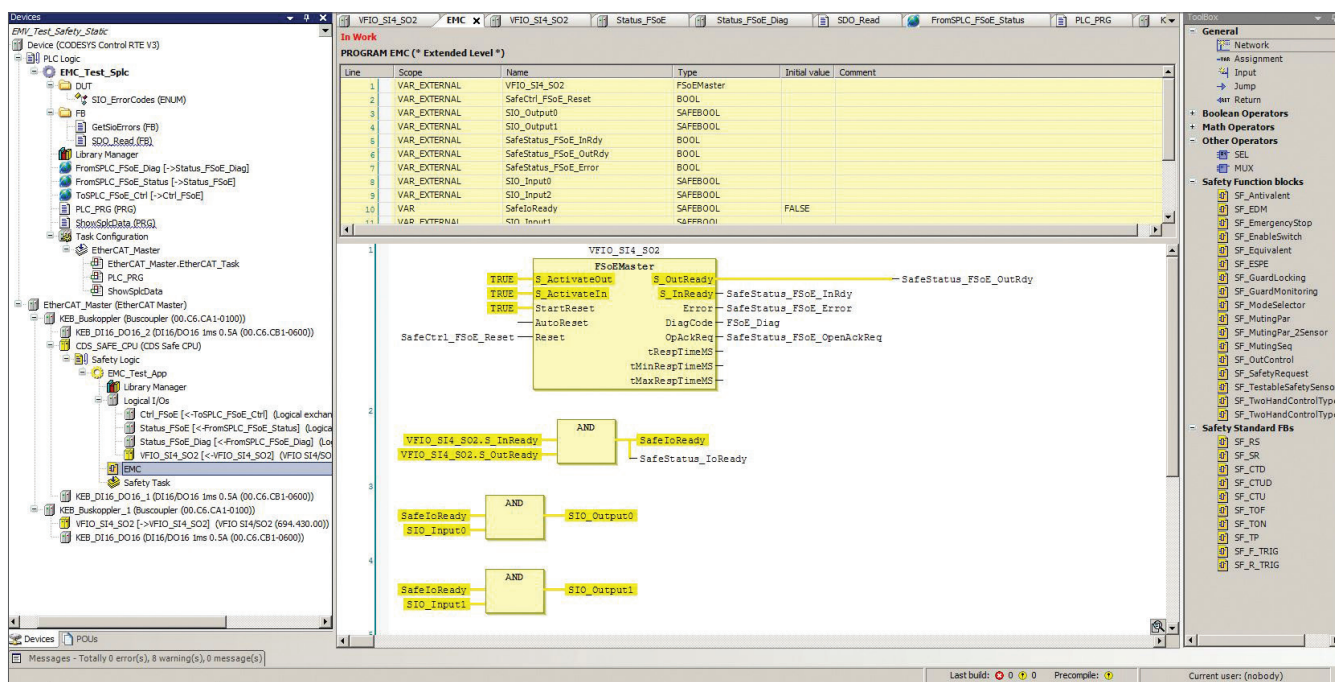 Devices
EMV_Test_Safety_Static
Device (CODESYS Control RTE V3)
PLC Logic
EMC_Test_Splc
DUT
SIO_ErrorCodes (ENUM)
FB
GetSioErrors (FB)
SDO_Read (FB)
Library Manager
FromSPLC_FSoE_Diag [->Status_FSoE_Diag]
FromSPLC_FSoE_Status [->Status_FSoE]
ToSPLC_FSoE_Ctrl [->Ctrl_FSoE]
PLC_PRG (PRG)
ShowSplcData (PRG)
Task Configuration
EtherCAT_Master
EtherCAT_Master.EtherCAT_Task
PLC_PRG
ShowSplcData
EtherCAT_Master (EtherCAT Master)
KEB_Buskoppler (Buscoupler (00.C6.CA1-0100))
KEB_DI16_DO16_2 (DI16/DO16 1ms 0.5A (00.C6.CB1-0600))
CDS_SAFE_CPU (CDS Safe CPU)
Safety Logic
EMC_Test_App
Library Manager
Logical I/Os
Ctrl_FSoE [<-ToSPLC_FSoE_Ctrl] (Logical exchan
Status_FSoE [<-FromSPLC_FSoE_Status] (Logica
Status_FSoE_Diag [<-FromSPLC_FSoE_Diag] (Lo
VFIO_SI4_SO2 [<-VFIO_SI4_SO2] (VFIO SI4/SO
EMC
Safety Task
KEB_DI16_DO16_1 (DI16/DO16 1ms 0.5A (00.C6.CB1-0600))
KEB_Buskoppler_1 (Buscoupler (00.C6.CA1-0100))
VFIO_SI4_SO2 [->VFIO_SI4_SO2] (VFIO SI4/SO2 (694.430.00))
KEB_DI16_DO16 (DI16/DO16 1ms 0.5A (00.C6.CB1-0600))
Devices POUs
VFIO_SI4_SO2 EMC X VFIO_SI4_SO2 Status_FSoE Status_FSoE_Diag SDO_Read FromSPLC_FSoE_Status PLC_PRG K
In Work
PROGRAM EMC (* Extended Level *)
Line Scope Name Type Initial value Comment
1 VAR_EXTERNAL VFIO_SI4_SO2 FSoEMaster
2 VAR_EXTERNAL SafeCtrl_FSoE_Reset BOOL
3 VAR_EXTERNAL SIO_Output0 SAFEBOOL
4 VAR_EXTERNAL SIO_Output1 SAFEBOOL
5 VAR_EXTERNAL SafeStatus_FSoE_InRdy BOOL
6 VAR_EXTERNAL SafeStatus_FSoE_OutRdy BOOL
7 VAR_EXTERNAL SafeStatus_FSoE_Error BOOL
8 VAR_EXTERNAL SIO_Input0 SAFEBOOL
9 VAR_EXTERNAL SIO_Input2 SAFEBOOL
10 VAR SafeIoReady SAFEBOOL FALSE
11 VAR_EXTERNAL SIO_Input1 SAFEBOOL
1
VFIO_SI4_SO2
FSoEMaster
TRUE S_ActivateOut S_OutReady SafeStatus_FSoE_OutRdy
TRUE S_ActivateIn S_InReady SafeStatus_FSoE_InRdy
TRUE StartReset Error SafeStatus_FSoE_Error
AutoReset DiagCode FSoE_Diag
SafeCtrl_FSoE_Reset Reset OpAckReq SafeStatus_FSoE_OpenAckReq
tRespTimeMS
tMinRespTimeMS
tMaxRespTimeMS
2
AND
VFIO_SI4_SO2.S_InReady SafeIoReady
VFIO_SI4_SO2.S_OutReady SafeStatus_IoReady
3
AND
SafeIoReady SIO_Output0
SIO_Input0
4
AND
SafeIoReady SIO_Output1
SIO_Input1
5
ToolBox
General
Network
Assignment
Input
Jump
Return
Boolean Operators
Math Operators
Other Operators
SEL
MUX
Safety Function blocks
SF_Antivalent
SF_EDM
SF_EmergencyStop
SF_EnableSwitch
SF_Equivalent
SF_ESPE
SF_GuardLocking
SF_GuardMonitoring
SF_ModeSelector
SF_MutingPar
SF_MutingPar_2Sensor
SF_MutingSeq
SF_OutControl
SF_SafetyRequest
SF_TestableSafetySenso
SF_TwoHandControlType
SF_TwoHandControlType
Safety Standard FBs
SF_RS
SF_SR
SF_CTD
SF_CTUD
SF_CTU
SF_TOF
SF_TON
SF_TP
SF_F_TRIG
SF_R_TRIG
Messages - Totally 0 error(s), 8 warning(s), 0 message(s)
Last build: 0 0 Precompile: Current user: (nobody)